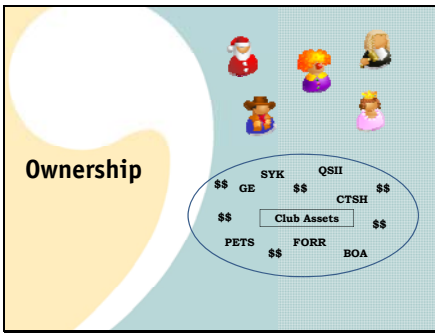 Ownership
SYK QSII
$$ GE $$ $$
CTSH
$$ Club Assets $$
PETS FORR
$$ BOA